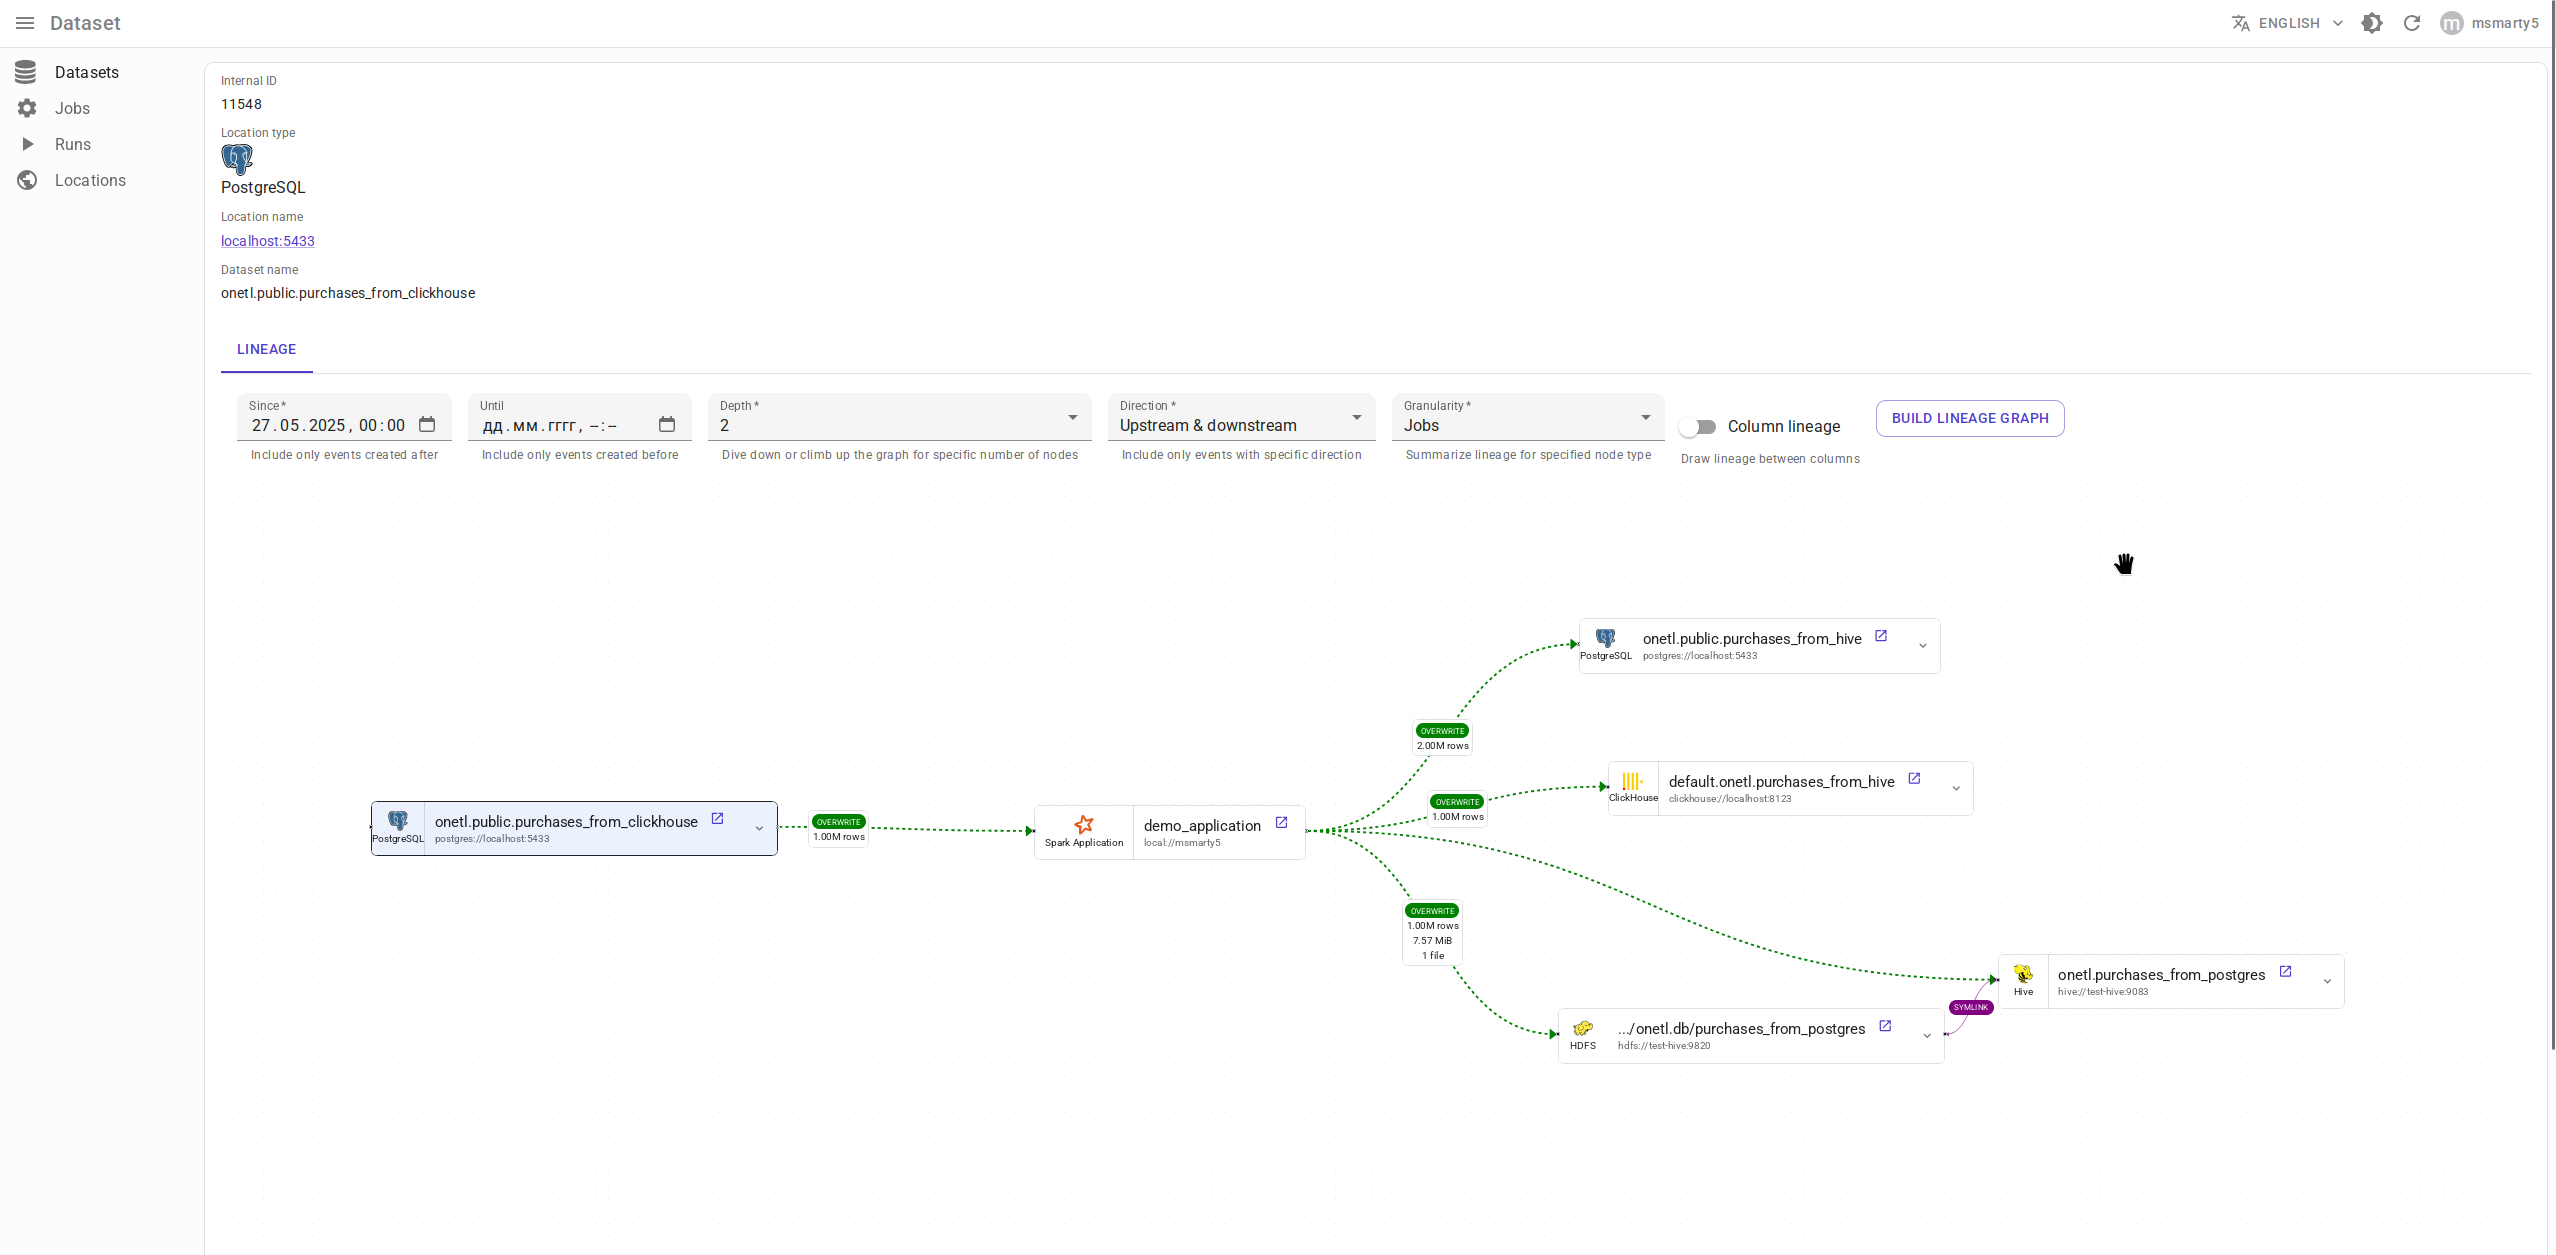 Dataset
ENGLISH
m
msmarty5
Datasets
Jobs
Runs
Locations
Internal ID
11548
Location type
PostgreSQL
Location name
localhost:5433
Dataset name
onetl.public.purchases_from_clickhouse
LINEAGE
Since *
27.05.2025, 00:00
Include only events created after
Until
дд.мм.гггг, --:--
Include only events created before
Depth *
2
Dive down or climb up the graph for specific number of nodes
Direction *
Upstream & downstream
Include only events with specific direction
Granularity *
Jobs
Summarize lineage for specified node type
Column lineage
Draw lineage between columns
BUILD LINEAGE GRAPH
PostgreSQL
onetl.public.purchases_from_hive
postgres://localhost:5433
OVERWRITE
2.00M rows
ClickHouse
default.onetl.purchases_from_hive
clickhouse://localhost:8123
OVERWRITE
1.00M rows
PostgreSQL
onetl.public.purchases_from_clickhouse
postgres://localhost:5433
OVERWRITE
1.00M rows
Spark Application
demo_application
local://msmarty5
OVERWRITE
1.00M rows
7.57 MiB
1 file
Hive
onetl.purchases_from_postgres
hive://test-hive:9083
SYMLINK
HDFS
.../onetl.db/purchases_from_postgres
hdfs://test-hive:9820